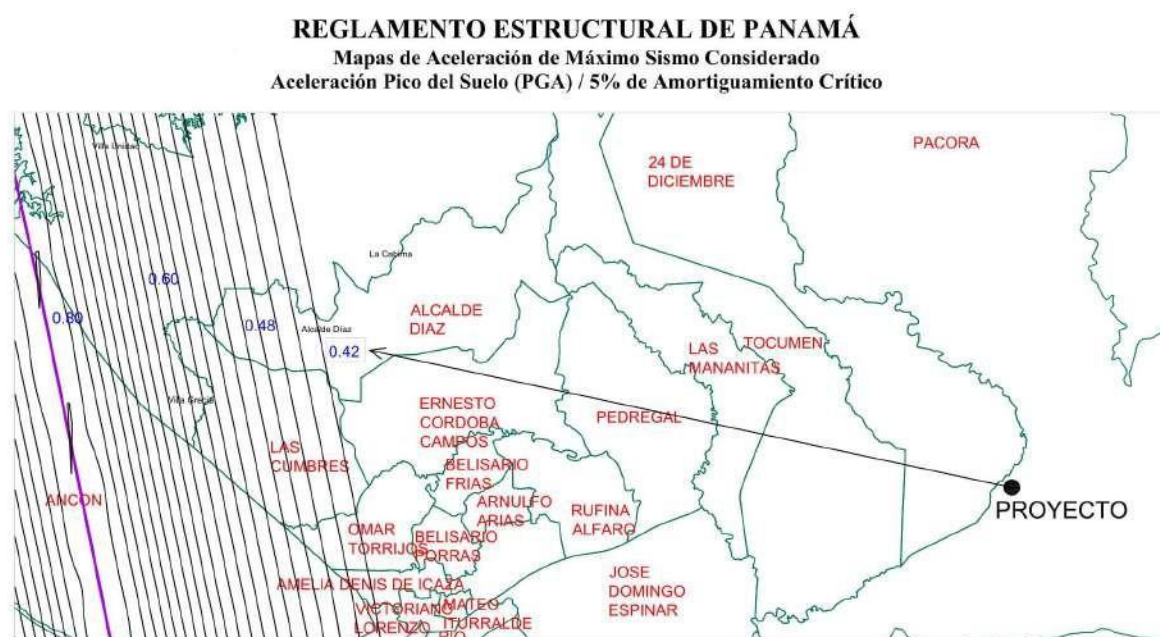 REGLAMENTO ESTRUCTURAL DE PANAMÁ
Mapas de Aceleración de Máximo Sismo Considerado
Aceleración Pico del Suelo (PGA) / 5% de Amortiguamiento Crítico
Villa Unidad
PACORA
24 DE
DICIEMBRE
La Cabima
0.60
0.80
0.48
Alcalde Díaz
0.42
ALCALDE
DIAZ
LAS
MANANITAS
TOCUMEN
Villa Grecia
ERNESTO
CORDOBA
CAMPOS
PEDREGAL
LAS
CUMBRES
BELISARIO
FRIAS
ANCON
ARNULFO
ARIAS
RUFINA
ALFARO
PROYECTO
OMAR
TORRIJOS
BELISARIO
PORRAS
AMELIA DENIS DE ICAZA
JOSE
DOMINGO
ESPINAR
VICTORIANO
LORENZO
MATEO
ITURRALDE
RIO